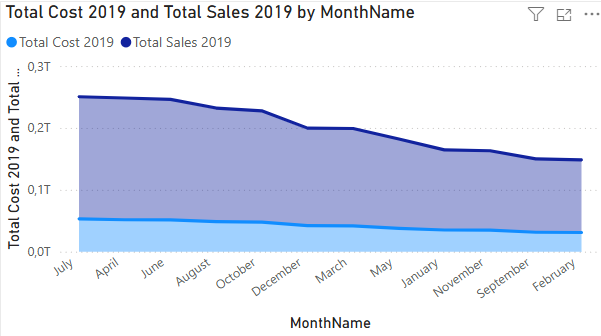 Total Cost 2019 and Total Sales 2019 by MonthName
Total Cost 2019 Total Sales 2019
Total Cost 2019 and Total ...
0,3T
0,2T
0,1T
0,0T
July April June August October December March May January November September February
MonthName